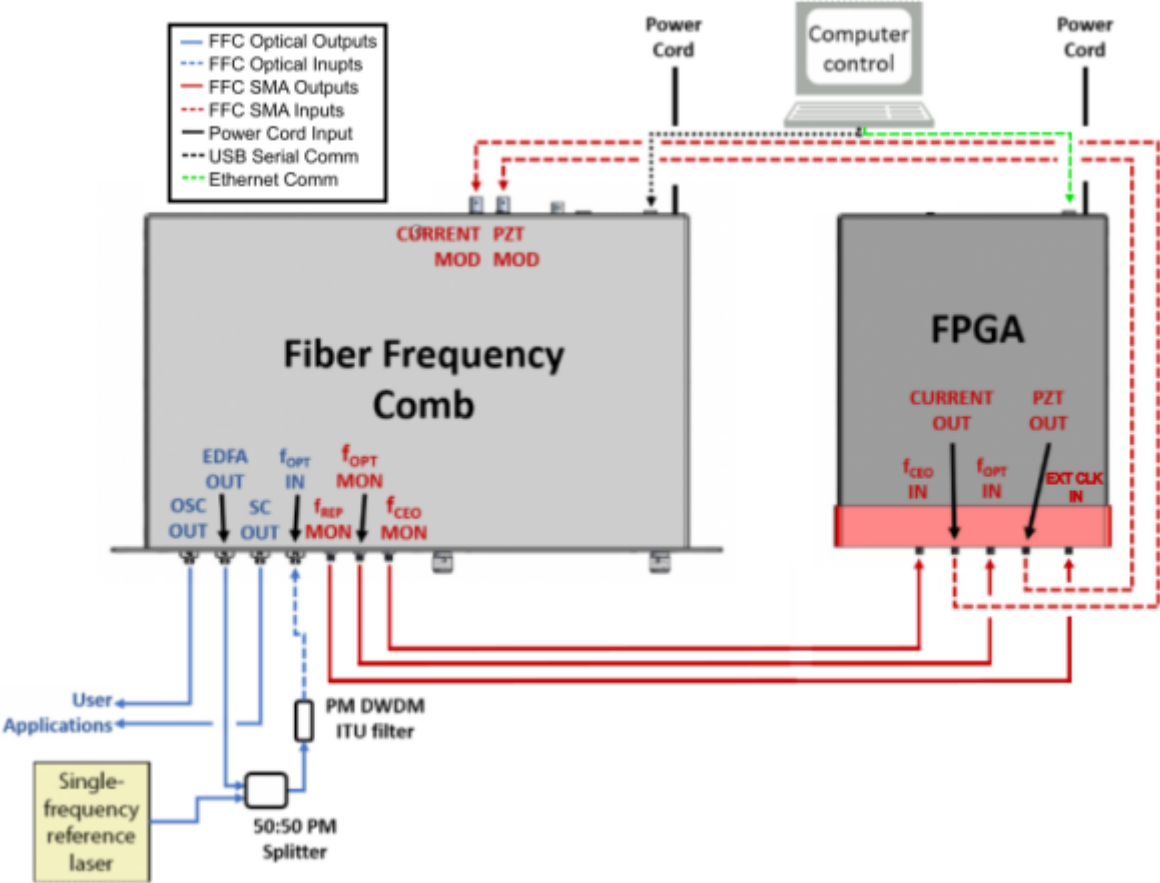 FFC Optical Outputs
FFC Optical Inupts
FFC SMA Outputs
FFC SMA Inputs
Power Cord Input
USB Serial Comm
Ethernet Comm
Power
Cord
Computer
control
Power
Cord
CURRENT
MOD
PZT
MOD
Fiber Frequency
Comb
EDFA
OUT
fOPT
IN
fOPT
MON
OSC
OUT
SC
OUT
fREP
MON
fCEO
MON
FPGA
CURRENT
OUT
PZT
OUT
fCEO
IN
fOPT
IN
EXT CLK
IN
User
Applications
PM DWDM
ITU filter
Single-
frequency
reference
laser
50:50 PM
Splitter